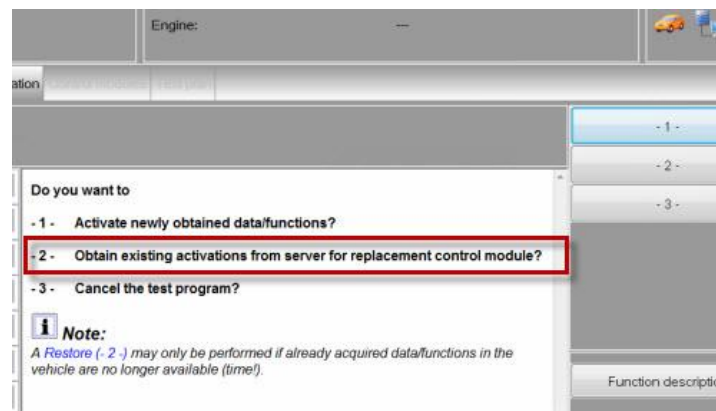 Engine:
---
ation
- 1 -
- 2 -
- 3 -
Do you want to
- 1 - Activate newly obtained data/functions?
- 2 - Obtain existing activations from server for replacement control module?
- 3 - Cancel the test program?
i Note:
A Restore (- 2 -) may only be performed if already acquired data/functions in the
vehicle are no longer available (time!).
Function descriptio